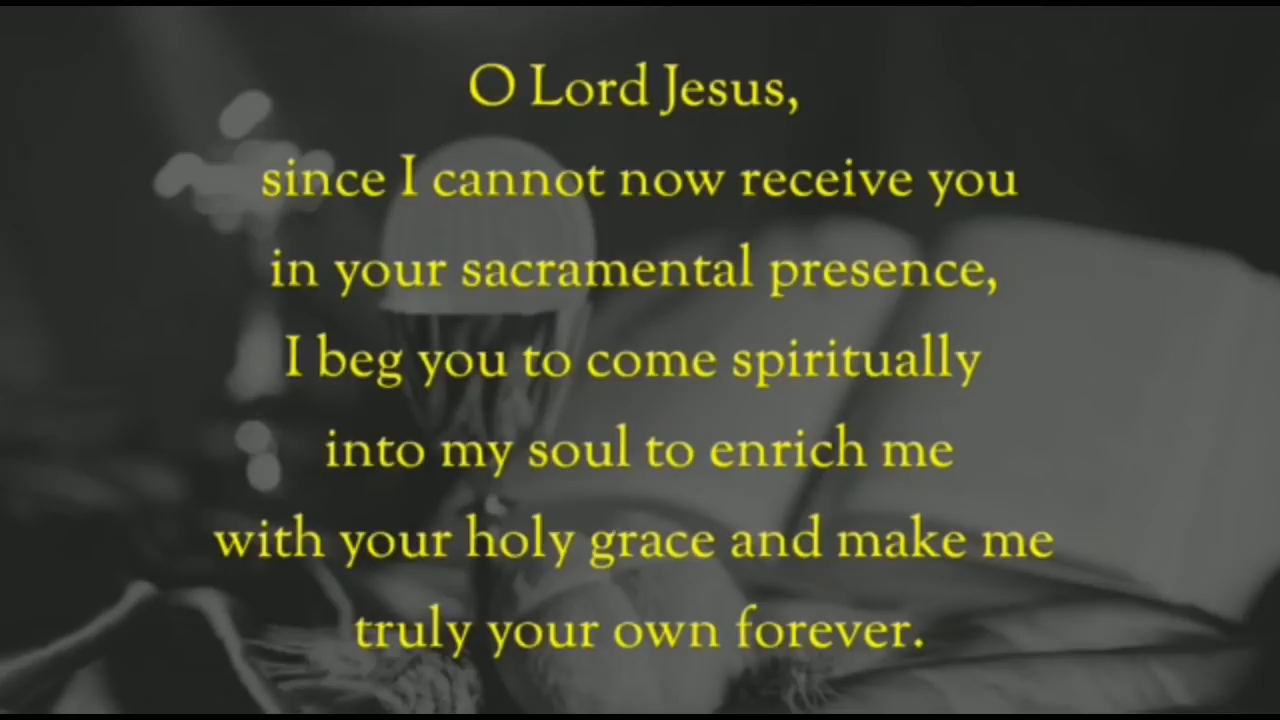 O Lord Jesus,
since I cannot now receive you
in your sacramental presence,
I beg you to come spiritually
into my soul to enrich me
with your holy grace and make me
truly your own forever.